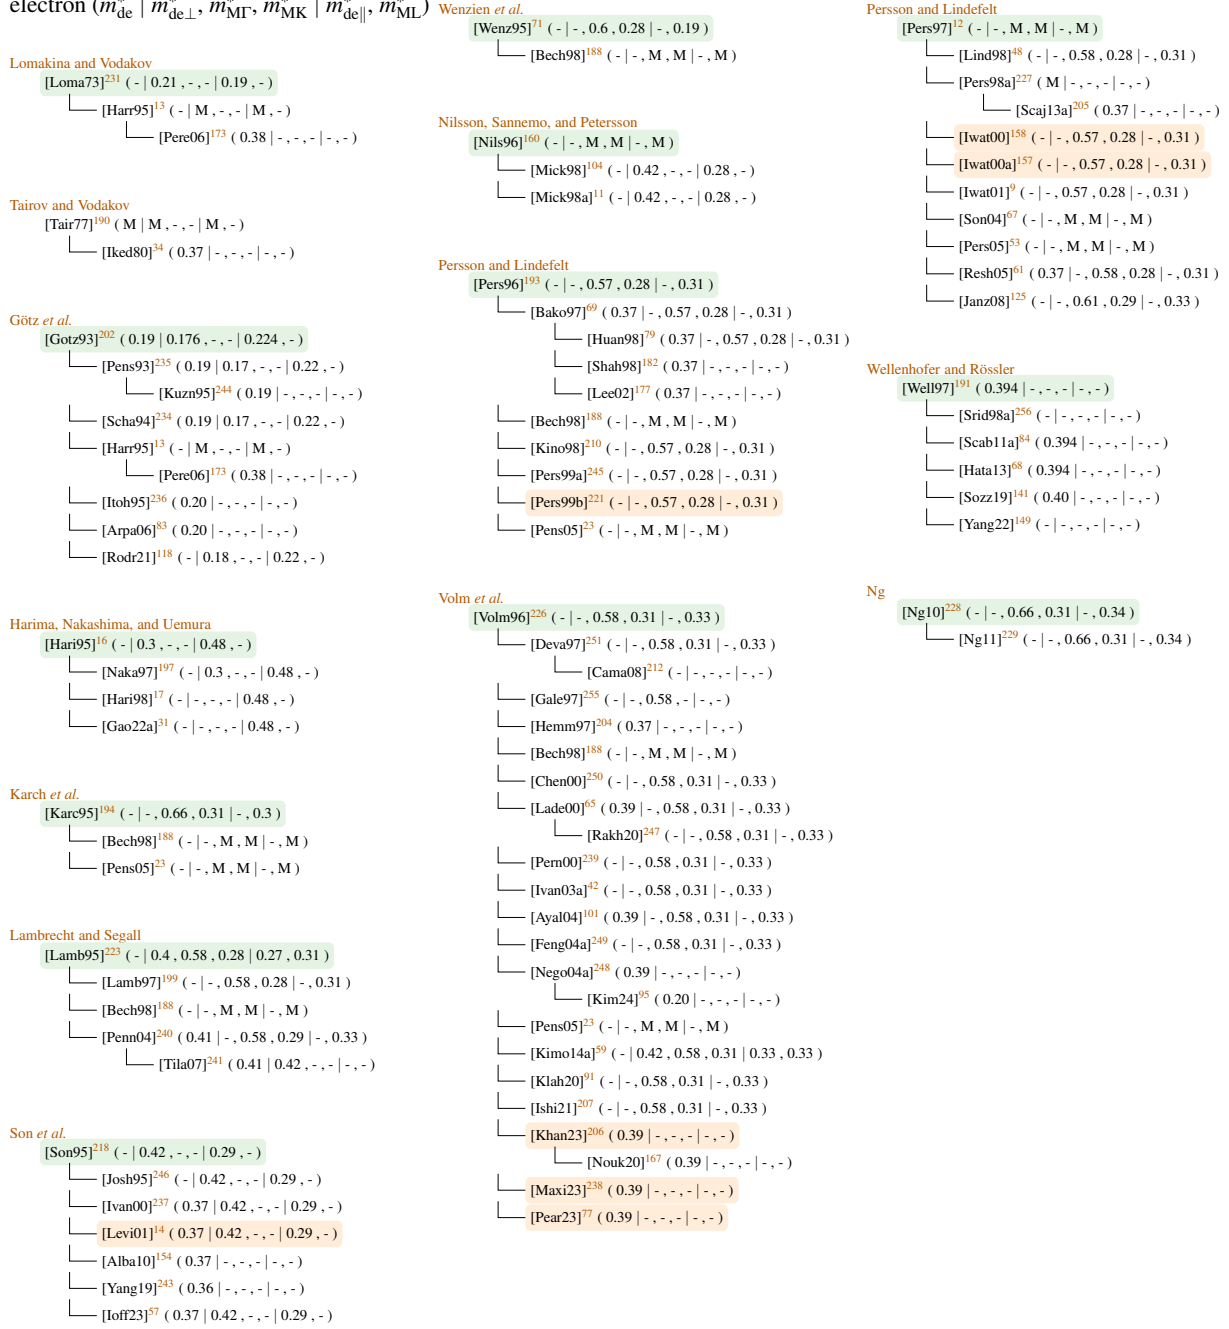 electron (m*de | m*de⊥, m*MΓ, m*MK | m*de∥, m*ML)
Lomakina and Vodakov
[Loma73]231 ( - | 0.21 , - , - | 0.19 , - )
[Harr95]13 ( - | M , - , - | M , - )
[Pere06]173 ( 0.38 | - , - , - | - , - )
Tairov and Vodakov
[Tair77]190 ( M | M , - , - | M , - )
[Iked80]34 ( 0.37 | - , - , - | - , - )
Götz et al.
[Gotz93]202 ( 0.19 | 0.176 , - , - | 0.224 , - )
[Pens93]235 ( 0.19 | 0.17 , - , - | 0.22 , - )
[Kuzn95]244 ( 0.19 | - , - , - | - , - )
[Scha94]234 ( 0.19 | 0.17 , - , - | 0.22 , - )
[Harr95]13 ( - | M , - , - | M , - )
[Pere06]173 ( 0.38 | - , - , - | - , - )
[Itoh95]236 ( 0.20 | - , - , - | - , - )
[Arpa06]83 ( 0.20 | - , - , - | - , - )
[Rodr21]118 ( - | 0.18 , - , - | 0.22 , - )
Harima, Nakashima, and Uemura
[Hari95]16 ( - | 0.3 , - , - | 0.48 , - )
[Naka97]197 ( - | 0.3 , - , - | 0.48 , - )
[Hari98]17 ( - | - , - , - | 0.48 , - )
[Gao22a]31 ( - | - , - , - | 0.48 , - )
Karch et al.
[Karc95]194 ( - | - , 0.66 , 0.31 | - , 0.3 )
[Bech98]188 ( - | - , M , M | - , M )
[Pens05]23 ( - | - , M , M | - , M )
Lambrecht and Segall
[Lamb95]223 ( - | 0.4 , 0.58 , 0.28 | 0.27 , 0.31 )
[Lamb97]199 ( - | - , 0.58 , 0.28 | - , 0.31 )
[Bech98]188 ( - | - , M , M | - , M )
[Penn04]240 ( 0.41 | - , 0.58 , 0.29 | - , 0.33 )
[Tila07]241 ( 0.41 | 0.42 , - , - | - , - )
Son et al.
[Son95]218 ( - | 0.42 , - , - | 0.29 , - )
[Josh95]246 ( - | 0.42 , - , - | 0.29 , - )
[Ivan00]237 ( 0.37 | 0.42 , - , - | 0.29 , - )
[Levi01]14 ( 0.37 | 0.42 , - , - | 0.29 , - )
[Alba10]154 ( 0.37 | - , - , - | - , - )
[Yang19]243 ( 0.36 | - , - , - | - , - )
[Ioff23]57 ( 0.37 | 0.42 , - , - | 0.29 , - )
Wenzien et al.
[Wenz95]71 ( - | - , 0.6 , 0.28 | - , 0.19 )
[Bech98]188 ( - | - , M , M | - , M )
Nilsson, Sannemo, and Petersson
[Nils96]160 ( - | - , M , M | - , M )
[Mick98]104 ( - | 0.42 , - , - | 0.28 , - )
[Mick98a]11 ( - | 0.42 , - , - | 0.28 , - )
Persson and Lindefelt
[Pers96]193 ( - | - , 0.57 , 0.28 | - , 0.31 )
[Bako97]69 ( 0.37 | - , 0.57 , 0.28 | - , 0.31 )
[Huan98]79 ( 0.37 | - , 0.57 , 0.28 | - , 0.31 )
[Shah98]182 ( 0.37 | - , - , - | - , - )
[Lee02]177 ( 0.37 | - , - , - | - , - )
[Bech98]188 ( - | - , M , M | - , M )
[Kino98]210 ( - | - , 0.57 , 0.28 | - , 0.31 )
[Pers99a]245 ( - | - , 0.57 , 0.28 | - , 0.31 )
[Pers99b]221 ( - | - , 0.57 , 0.28 | - , 0.31 )
[Pens05]23 ( - | - , M , M | - , M )
Volm et al.
[Volm96]226 ( - | - , 0.58 , 0.31 | - , 0.33 )
[Deva97]251 ( - | - , 0.58 , 0.31 | - , 0.33 )
[Cama08]212 ( - | - , - , - | - , - )
[Gale97]255 ( - | - , 0.58 , - | - , - )
[Hemm97]204 ( 0.37 | - , - , - | - , - )
[Bech98]188 ( - | - , M , M | - , M )
[Chen00]250 ( - | - , 0.58 , 0.31 | - , 0.33 )
[Lade00]65 ( 0.39 | - , 0.58 , 0.31 | - , 0.33 )
[Rakh20]247 ( - | - , 0.58 , 0.31 | - , 0.33 )
[Pern00]239 ( - | - , 0.58 , 0.31 | - , 0.33 )
[Ivan03a]42 ( - | - , 0.58 , 0.31 | - , 0.33 )
[Ayal04]101 ( 0.39 | - , 0.58 , 0.31 | - , 0.33 )
[Feng04a]249 ( - | - , 0.58 , 0.31 | - , 0.33 )
[Nego04a]248 ( 0.39 | - , - , - | - , - )
[Kim24]95 ( 0.20 | - , - , - | - , - )
[Pens05]23 ( - | - , M , M | - , M )
[Kimo14a]59 ( - | 0.42 , 0.58 , 0.31 | 0.33 , 0.33 )
[Klah20]91 ( - | - , 0.58 , 0.31 | - , 0.33 )
[Ishi21]207 ( - | - , 0.58 , 0.31 | - , 0.33 )
[Khan23]206 ( 0.39 | - , - , - | - , - )
[Nouk20]167 ( 0.39 | - , - , - | - , - )
[Maxi23]238 ( 0.39 | - , - , - | - , - )
[Pear23]77 ( 0.39 | - , - , - | - , - )
Persson and Lindefelt
[Pers97]12 ( - | - , M , M | - , M )
[Lind98]48 ( - | - , 0.58 , 0.28 | - , 0.31 )
[Pers98a]227 ( M | - , - , - | - , - )
[Scaj13a]205 ( 0.37 | - , - , - | - , - )
[Iwat00]158 ( - | - , 0.57 , 0.28 | - , 0.31 )
[Iwat00a]157 ( - | - , 0.57 , 0.28 | - , 0.31 )
[Iwat01]9 ( - | - , 0.57 , 0.28 | - , 0.31 )
[Son04]67 ( - | - , M , M | - , M )
[Pers05]53 ( - | - , M , M | - , M )
[Resh05]61 ( 0.37 | - , 0.58 , 0.28 | - , 0.31 )
[Janz08]125 ( - | - , 0.61 , 0.29 | - , 0.33 )
Wellenhofer and Rössler
[Well97]191 ( 0.394 | - , - , - | - , - )
[Srid98a]256 ( - | - , - , - | - , - )
[Scab11a]84 ( 0.394 | - , - , - | - , - )
[Hata13]68 ( 0.394 | - , - , - | - , - )
[Sozz19]141 ( 0.40 | - , - , - | - , - )
[Yang22]149 ( - | - , - , - | - , - )
Ng
[Ng10]228 ( - | - , 0.66 , 0.31 | - , 0.34 )
[Ng11]229 ( - | - , 0.66 , 0.31 | - , 0.34 )